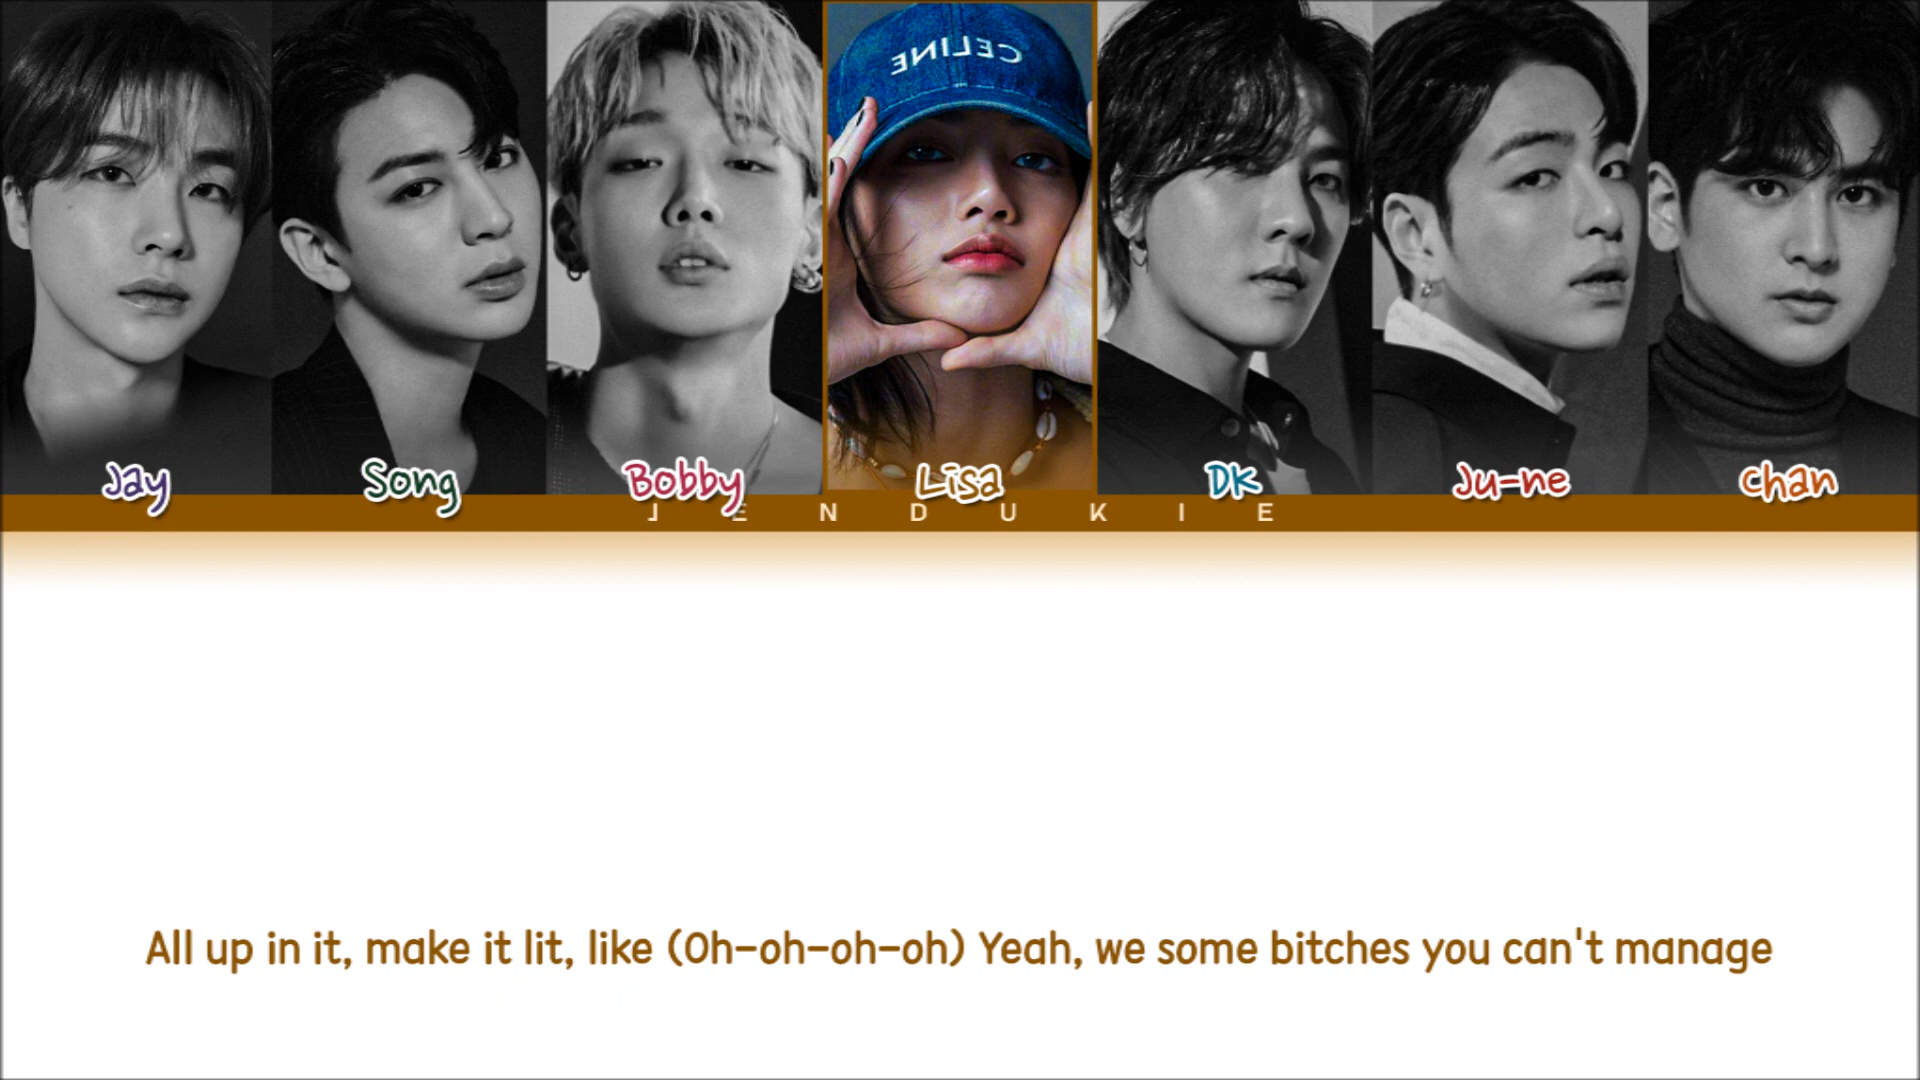 CELINE
Jay Song Bobby Lisa DK Ju-ne chan
JENDUKIE
All up in it, make it lit, like (Oh-oh-oh-oh) Yeah, we some bitches you can't manage